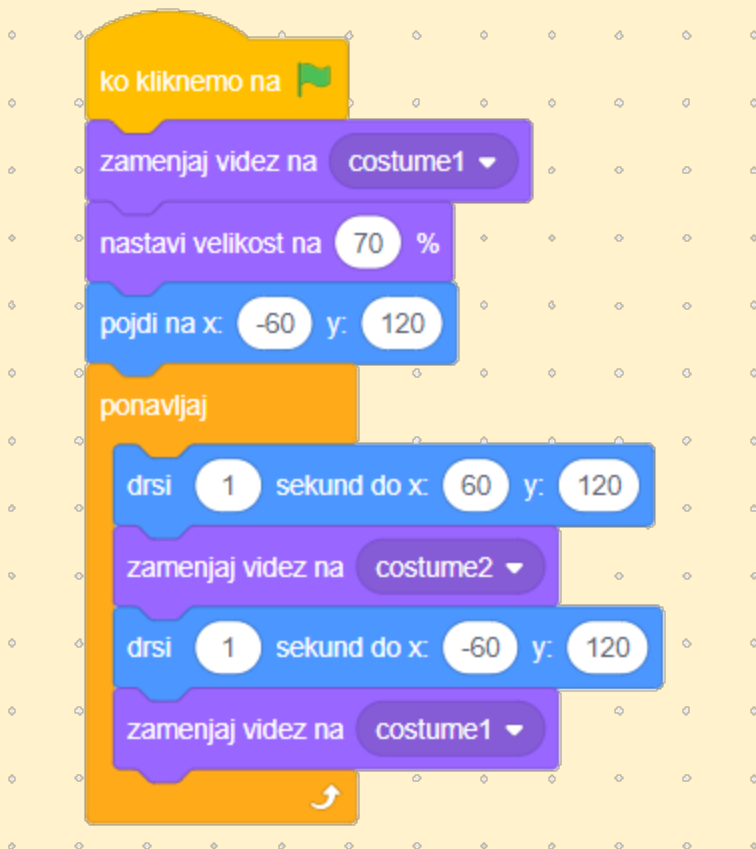 ko kliknemo na
zamenjaj videz na costume1
nastavi velikost na 70 %
pojdi na x: -60 y: 120
ponavljaj
drsi 1 sekund do x: 60 y: 120
zamenjaj videz na costume2
drsi 1 sekund do x: -60 y: 120
zamenjaj videz na costume1